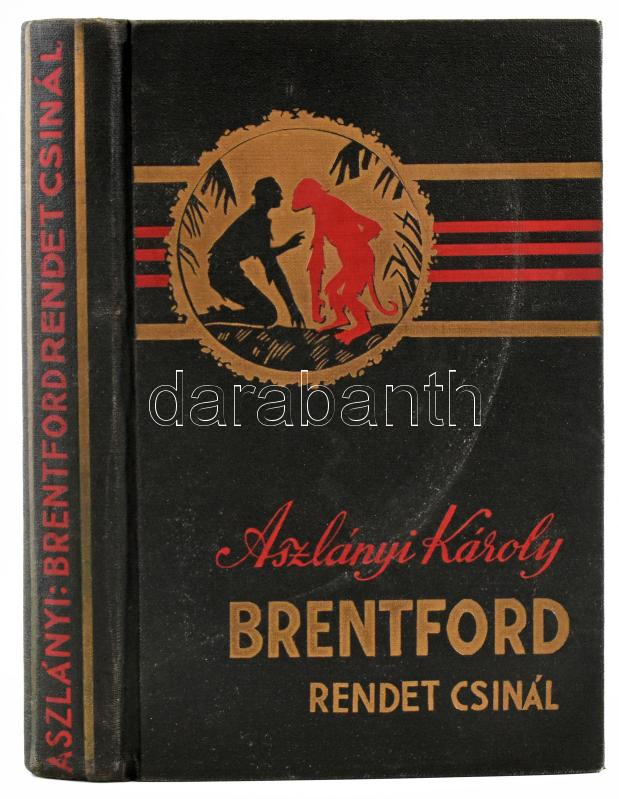 ASZLÁNYI: BRENTFORD RENDET CSINÁL
darabanth
Aszlányi Károly
BRENTFORD
RENDET CSINÁL